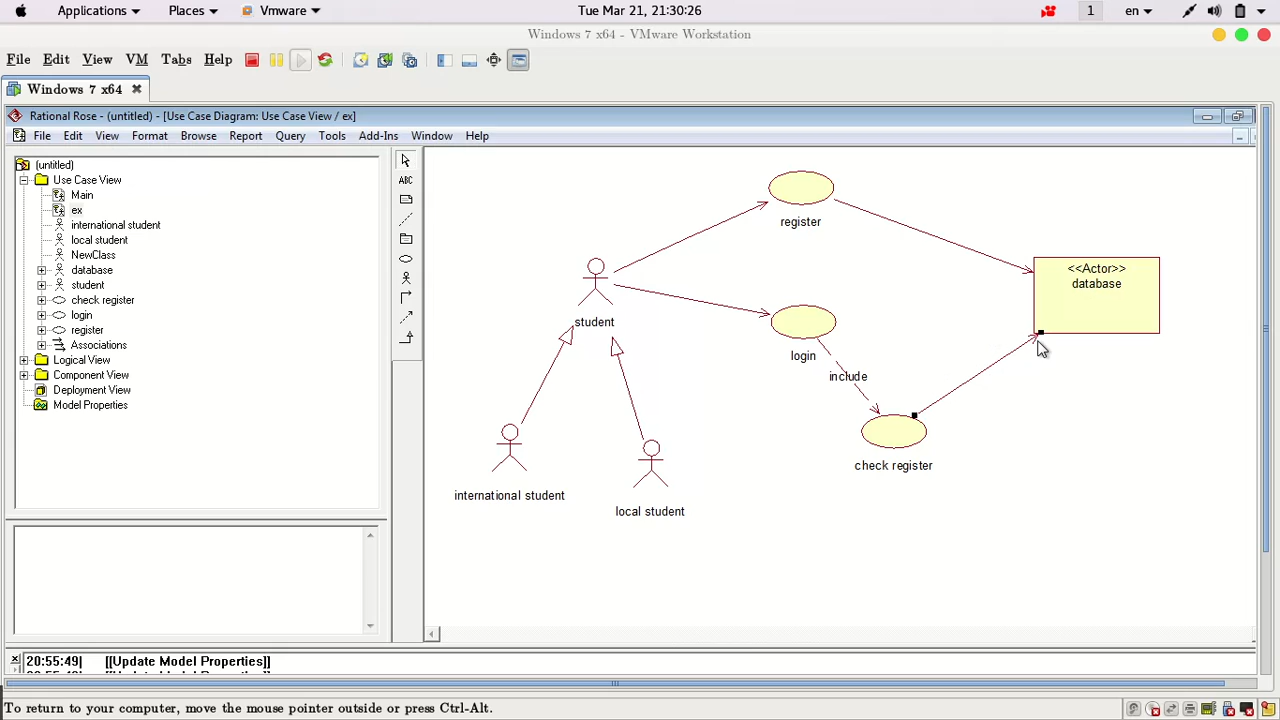 Applications Places Vmware Tue Mar 21, 21:30:26 1 en
Windows 7 x64 - VMware Workstation
File Edit View VM Tabs Help
Windows 7 x64
Rational Rose - (untitled) - [Use Case Diagram: Use Case View / ex]
File Edit View Format Browse Report Query Tools Add-Ins Window Help
(untitled)
Use Case View
Main
ex
international student
local student
NewClass
database
student
check register
login
register
Associations
Logical View
Component View
Deployment View
Model Properties
ABC
register
<<Actor>>
database
student
login
include
check register
international student
local student
20:55:49| [[Update Model Properties]]
To return to your computer, move the mouse pointer outside or press Ctrl-Alt.